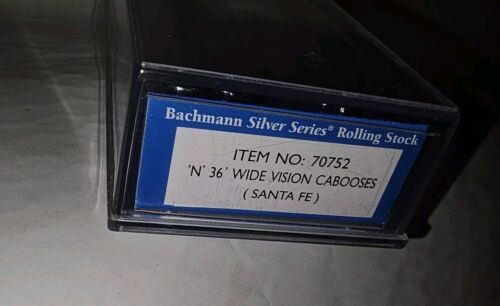 Bachmann Silver Series® Rolling Stock
ITEM NO: 70752
'N' 36' WIDE VISION CABOOSES
( SANTA FE )